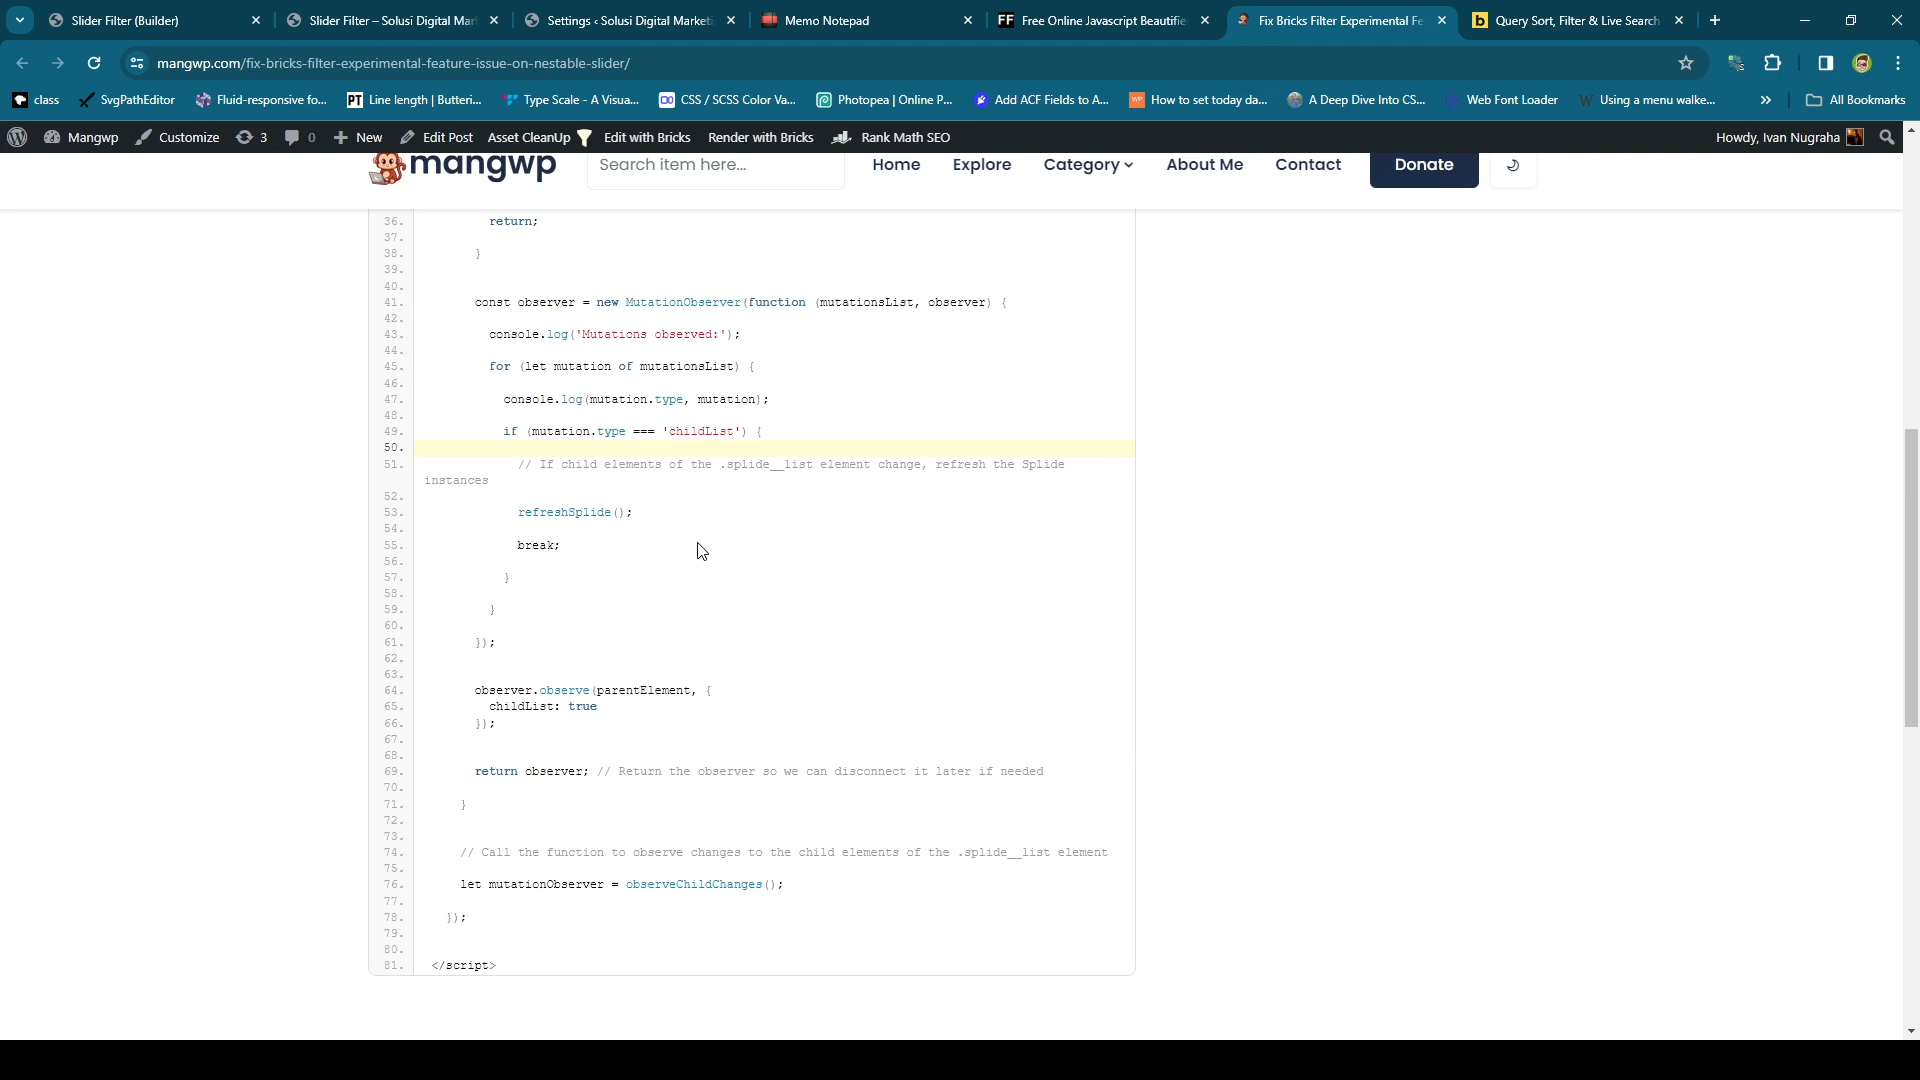 Slider Filter (Builder)
Slider Filter – Solusi Digital Mar
Settings ‹ Solusi Digital Marketi
Memo Notepad
Free Online Javascript Beautifie
Fix Bricks Filter Experimental Fe
Query Sort, Filter & Live Search
mangwp.com/fix-bricks-filter-experimental-feature-issue-on-nestable-slider/
class
SvgPathEditor
Fluid-responsive fo...
Line length | Butteri...
Type Scale - A Visua...
CSS / SCSS Color Va...
Photopea | Online P...
Add ACF Fields to A...
How to set today da...
A Deep Dive Into CS...
Web Font Loader
Using a menu walke...
All Bookmarks
Mangwp
Customize
3
0
New
Edit Post
Asset CleanUp
Edit with Bricks
Render with Bricks
Rank Math SEO
Howdy, Ivan Nugraha
mangwp
Search item here...
Home
Explore
Category
About Me
Contact
Donate
36. return;
37.
38. }
39.
40.
41. const observer = new MutationObserver(function (mutationsList, observer) {
42.
43. console.log('Mutations observed:');
44.
45. for (let mutation of mutationsList) {
46.
47. console.log(mutation.type, mutation);
48.
49. if (mutation.type === 'childList') {
50.
51. // If child elements of the .splide__list element change, refresh the Splide
instances
52.
53. refreshSplide();
54.
55. break;
56.
57. }
58.
59. }
60.
61. });
62.
63.
64. observer.observe(parentElement, {
65. childList: true
66. });
67.
68.
69. return observer; // Return the observer so we can disconnect it later if needed
70.
71. }
72.
73.
74. // Call the function to observe changes to the child elements of the .splide__list element
75.
76. let mutationObserver = observeChildChanges();
77.
78. });
79.
80.
81. </script>